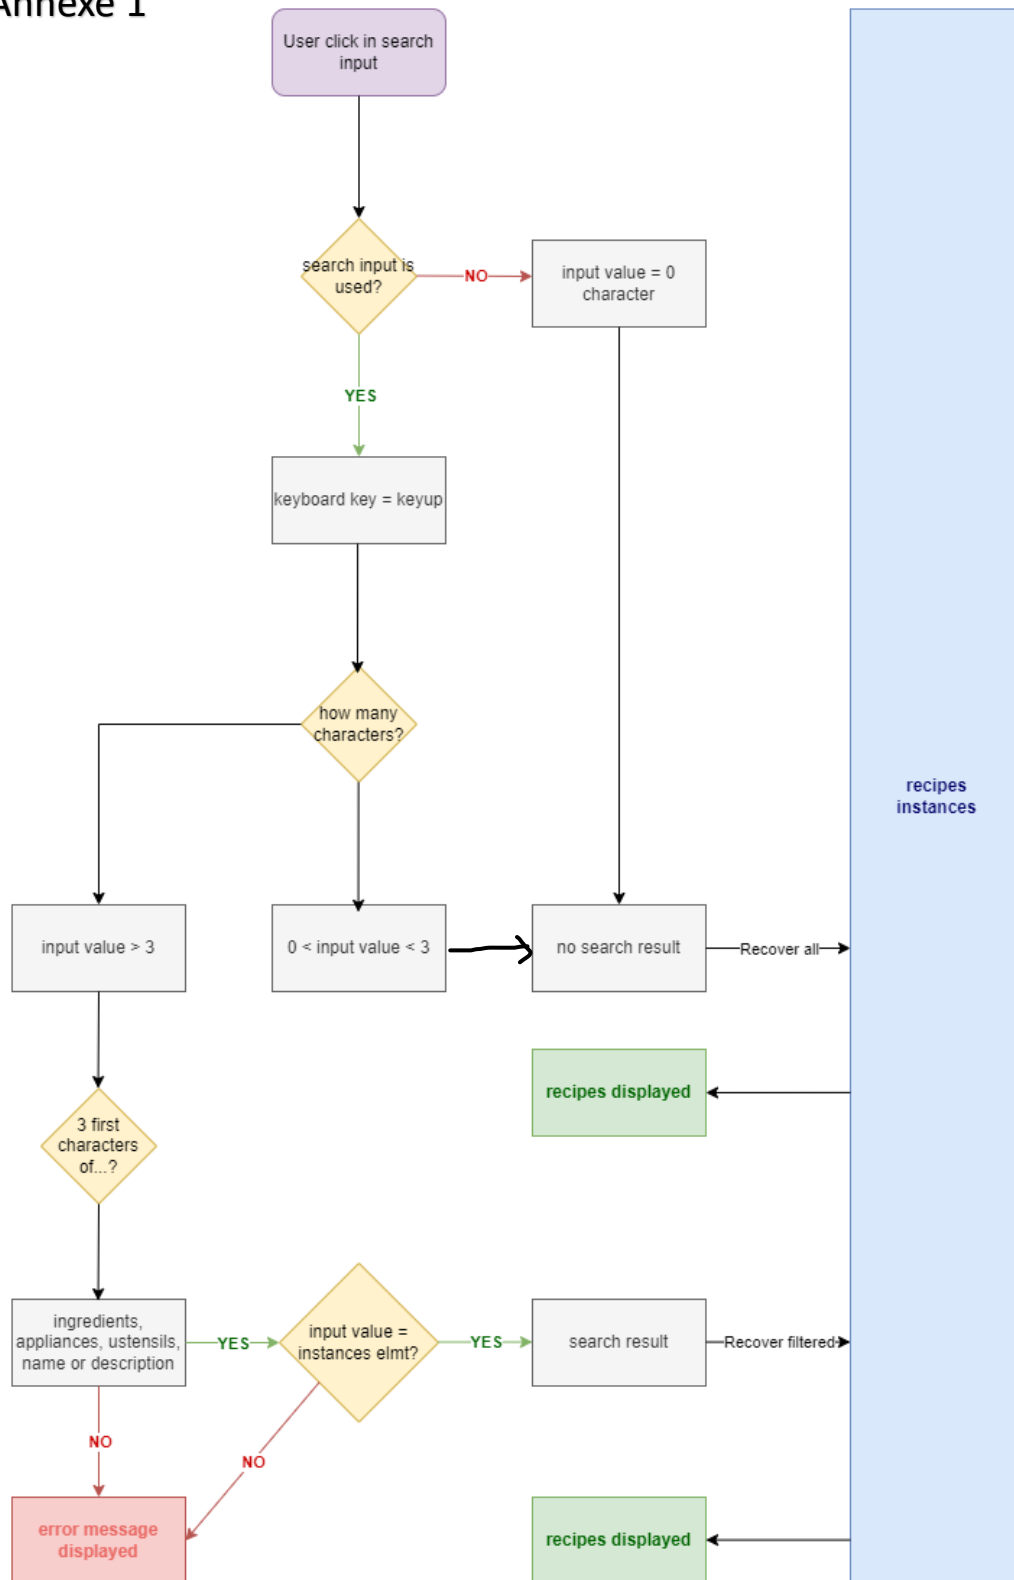 Annexe 1
User click in search
input
search input is
used?
NO
input value = 0
character
YES
keyboard key = keyup
how many
characters?
recipes
instances
input value > 3
0 < input value < 3
no search result
Recover all
recipes displayed
3 first
characters
of...?
ingredients,
appliances, ustensils,
name or description
YES
input value =
instances elmt?
YES
search result
Recover filtered
NO
NO
error message
displayed
recipes displayed